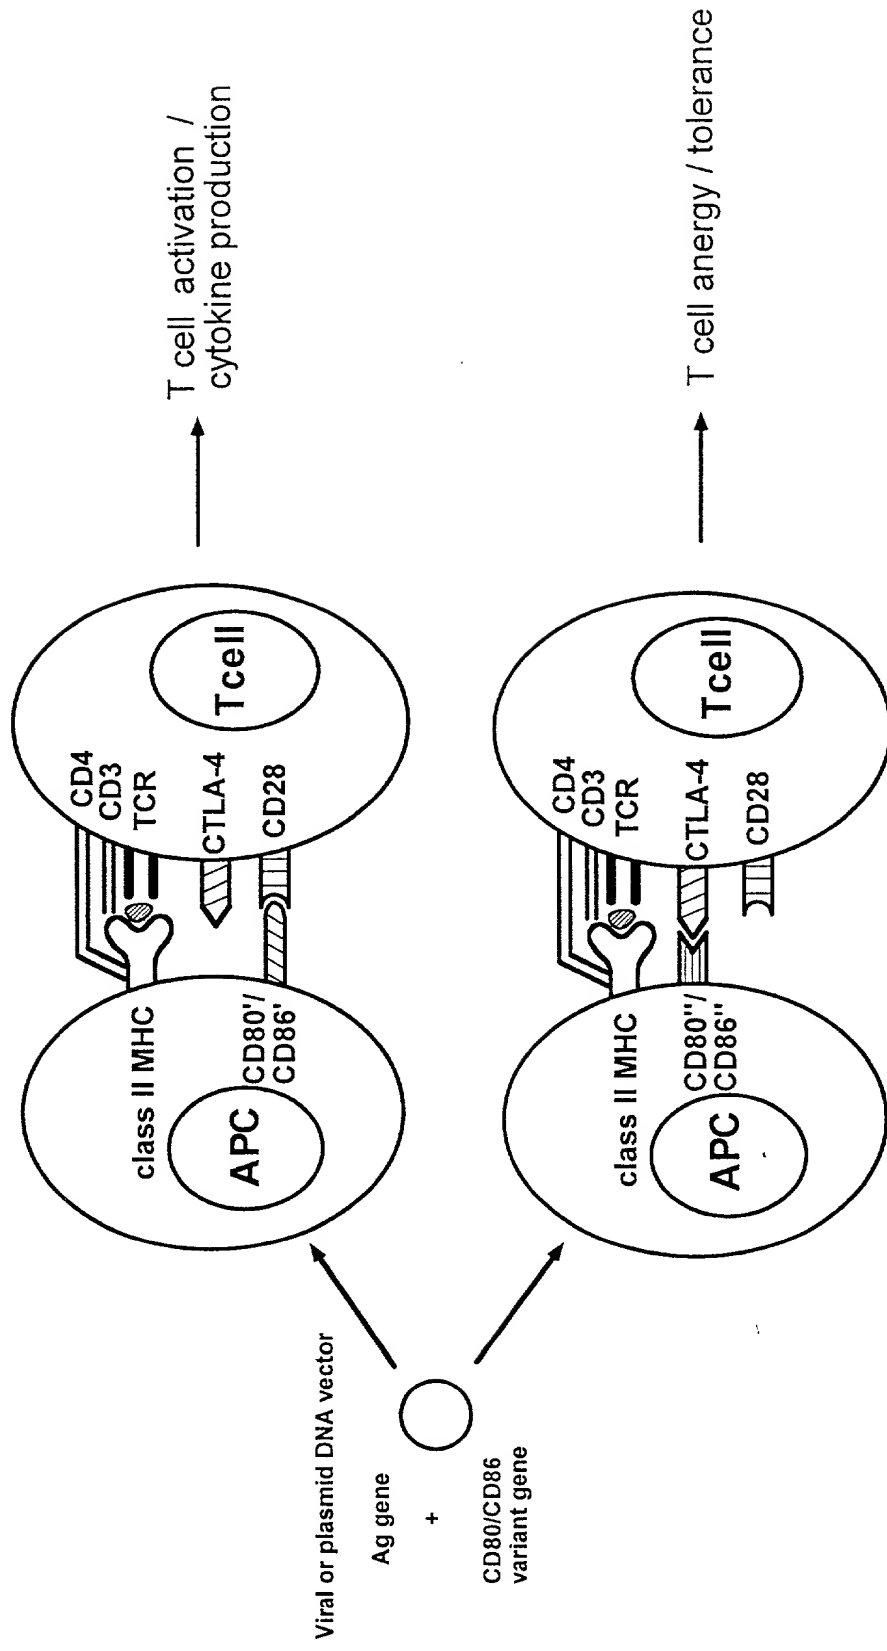 Viral or plasmid DNA vector
Ag gene
+
CD80/CD86
variant gene
APC
class II MHC
CD80"/
CD86'
CD4
CD3
TCR
CTLA-4
CD28
Tcell
T cell activation /
cytokine production
APC
class II MHC
CD80"/
CD86"
CD4
CD3
TCR
CTLA-4
CD28
Tcell
T cell anergy / tolerance